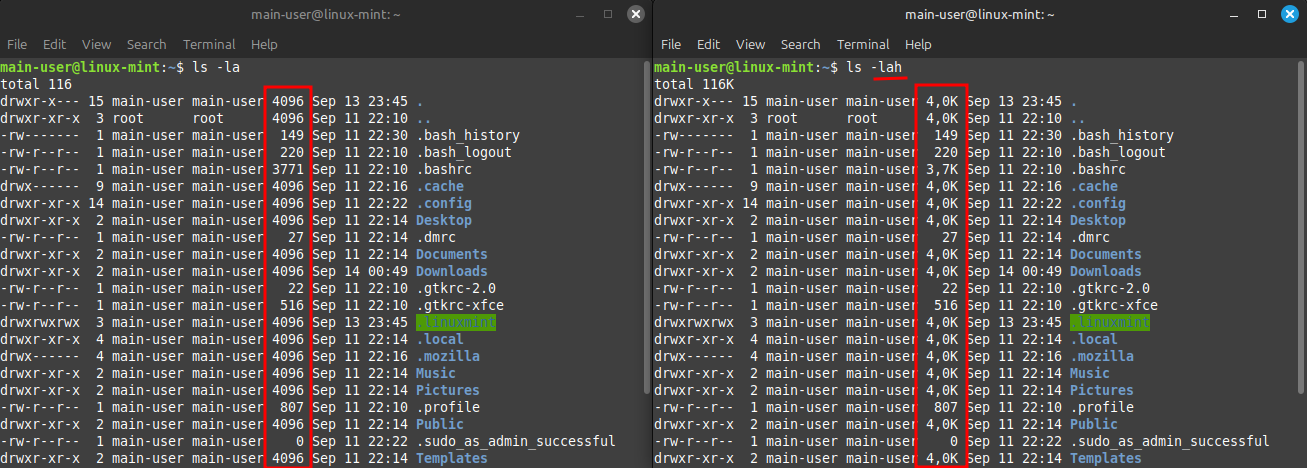 main-user@linux-mint: ~
File Edit View Search Terminal Help
main-user@linux-mint:~$ ls -la
total 116
drwxr-x--- 15 main-user main-user 4096 Sep 13 23:45 .
drwxr-xr-x  3 root      root      4096 Sep 11 22:10 ..
-rw-------  1 main-user main-user  149 Sep 11 22:30 .bash_history
-rw-r--r--  1 main-user main-user  220 Sep 11 22:10 .bash_logout
-rw-r--r--  1 main-user main-user 3771 Sep 11 22:10 .bashrc
drwx------  9 main-user main-user 4096 Sep 11 22:16 .cache
drwxr-xr-x 14 main-user main-user 4096 Sep 11 22:22 .config
drwxr-xr-x  2 main-user main-user 4096 Sep 11 22:14 Desktop
-rw-r--r--  1 main-user main-user   27 Sep 11 22:14 .dmrc
drwxr-xr-x  2 main-user main-user 4096 Sep 11 22:14 Documents
drwxr-xr-x  2 main-user main-user 4096 Sep 14 00:49 Downloads
-rw-r--r--  1 main-user main-user   22 Sep 11 22:10 .gtkrc-2.0
-rw-r--r--  1 main-user main-user  516 Sep 11 22:10 .gtkrc-xfce
drwxrwxrwx  3 main-user main-user 4096 Sep 13 23:45 .linuxmint
drwxr-xr-x  4 main-user main-user 4096 Sep 11 22:14 .local
drwx------  4 main-user main-user 4096 Sep 11 22:16 .mozilla
drwxr-xr-x  2 main-user main-user 4096 Sep 11 22:14 Music
drwxr-xr-x  2 main-user main-user 4096 Sep 11 22:14 Pictures
-rw-r--r--  1 main-user main-user  807 Sep 11 22:10 .profile
drwxr-xr-x  2 main-user main-user 4096 Sep 11 22:14 Public
-rw-r--r--  1 main-user main-user    0 Sep 11 22:22 .sudo_as_admin_successful
drwxr-xr-x  2 main-user main-user 4096 Sep 11 22:14 Templates
main-user@linux-mint: ~
File Edit View Search Terminal Help
main-user@linux-mint:~$ ls -lah
total 116K
drwxr-x--- 15 main-user main-user 4,0K Sep 13 23:45 .
drwxr-xr-x  3 root      root      4,0K Sep 11 22:10 ..
-rw-------  1 main-user main-user  149 Sep 11 22:30 .bash_history
-rw-r--r--  1 main-user main-user  220 Sep 11 22:10 .bash_logout
-rw-r--r--  1 main-user main-user 3,7K Sep 11 22:10 .bashrc
drwx------  9 main-user main-user 4,0K Sep 11 22:16 .cache
drwxr-xr-x 14 main-user main-user 4,0K Sep 11 22:22 .config
drwxr-xr-x  2 main-user main-user 4,0K Sep 11 22:14 Desktop
-rw-r--r--  1 main-user main-user   27 Sep 11 22:14 .dmrc
drwxr-xr-x  2 main-user main-user 4,0K Sep 11 22:14 Documents
drwxr-xr-x  2 main-user main-user 4,0K Sep 14 00:49 Downloads
-rw-r--r--  1 main-user main-user   22 Sep 11 22:10 .gtkrc-2.0
-rw-r--r--  1 main-user main-user  516 Sep 11 22:10 .gtkrc-xfce
drwxrwxrwx  3 main-user main-user 4,0K Sep 13 23:45 .linuxmint
drwxr-xr-x  4 main-user main-user 4,0K Sep 11 22:14 .local
drwx------  4 main-user main-user 4,0K Sep 11 22:16 .mozilla
drwxr-xr-x  2 main-user main-user 4,0K Sep 11 22:14 Music
drwxr-xr-x  2 main-user main-user 4,0K Sep 11 22:14 Pictures
-rw-r--r--  1 main-user main-user  807 Sep 11 22:10 .profile
drwxr-xr-x  2 main-user main-user 4,0K Sep 11 22:14 Public
-rw-r--r--  1 main-user main-user    0 Sep 11 22:22 .sudo_as_admin_successful
drwxr-xr-x  2 main-user main-user 4,0K Sep 11 22:14 Templates